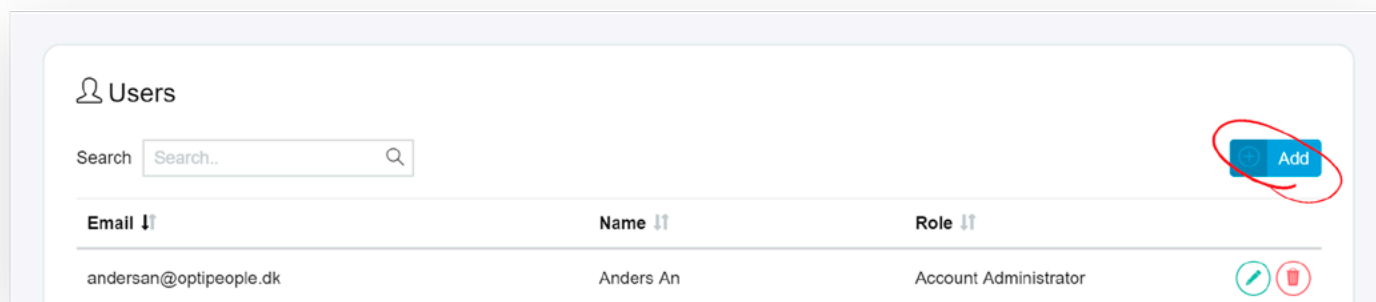 Users
Search Search..
Add
Email Name Role
andersan@optipeople.dk Anders An Account Administrator